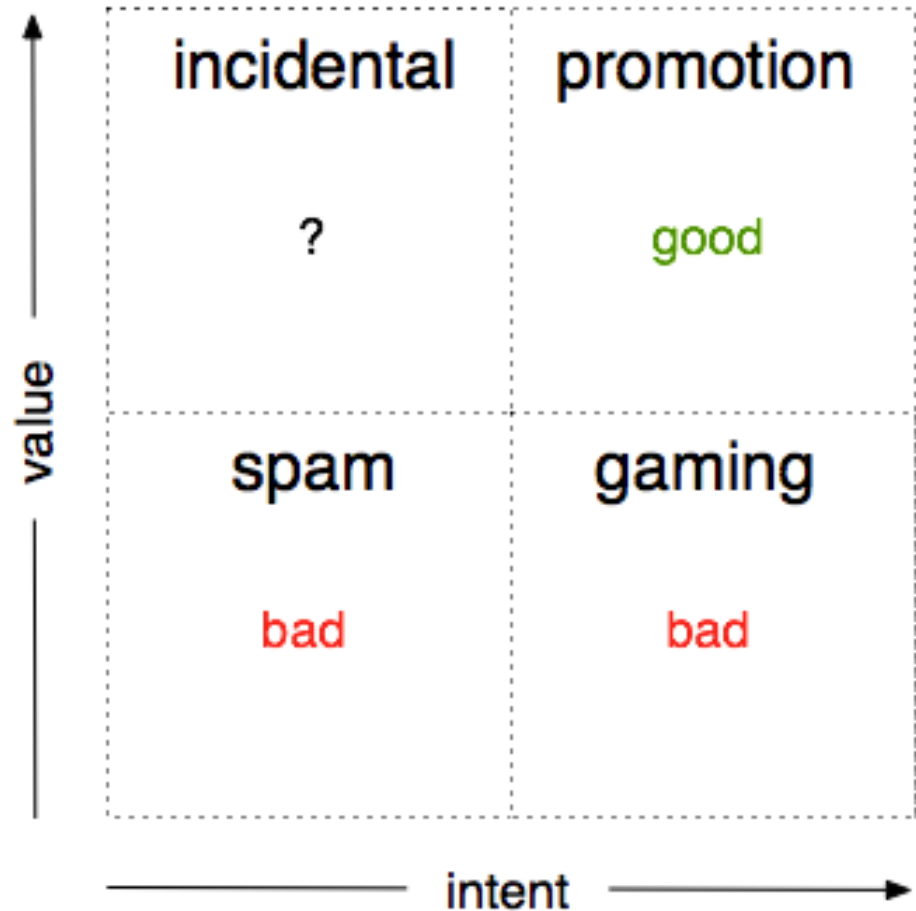 incidental
promotion
?
good
value
spam
gaming
bad
bad
intent